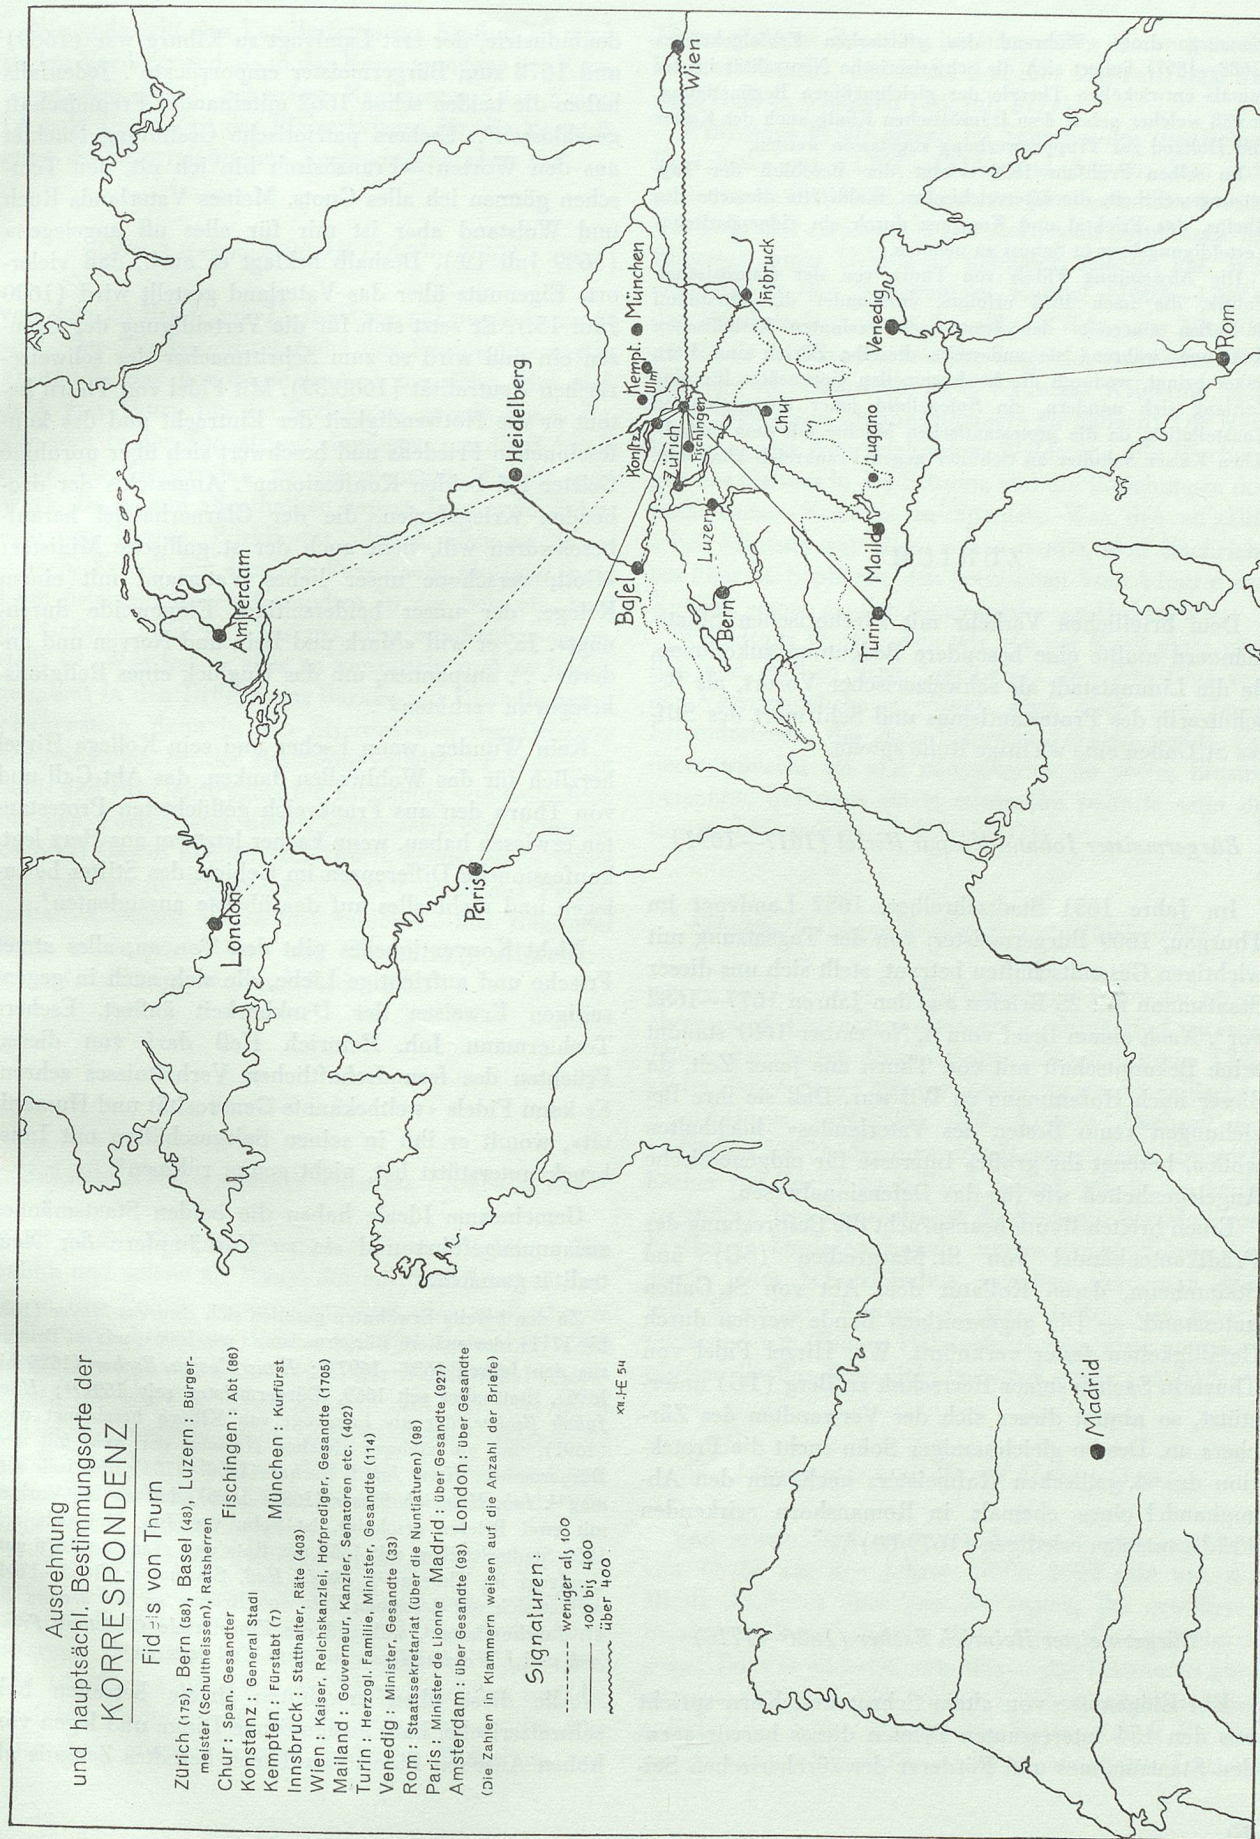 Ausdehnung
und hauptsächl. Bestimmungsorte der
KORRESPONDENZ
Fidelis von Thurn
Zürich (175), Bern (58), Basel (48), Luzern : Bürger-
meister (Schultheissen), Ratsherren
Chur : Span. Gesandter Fischingen : Abt (86)
Konstanz : General Stadl
Kempten : Fürstabt (7) München : Kurfürst
Innsbruck : Statthalter, Räte (403)
Wien : Kaiser, Reichskanzlei, Hofprediger, Gesandte (1705)
Mailand : Gouverneur, Kanzler, Senatoren etc. (402)
Turin : Herzogl. Familie, Minister, Gesandte (114)
Venedig : Minister, Gesandte (33)
Rom : Staatssekretariat (über die Nuntiaturen) (98)
Paris : Minister de Lionne Madrid : über Gesandte (927)
Amsterdam : über Gesandte (93) London : über Gesandte
(Die Zahlen in Klammern weisen auf die Anzahl der Briefe)
Signaturen:
weniger als 100
100 bis 400
über 400
London
Amsterdam
Paris
Heidelberg
Basel
Konstz.
Kempt.
Ulm
München
Wien
Zürich
Fischingen
Luzern
Bern
Chur
Insbruck
Lugano
Maild.
Turin
Venedig
Rom
Madrid